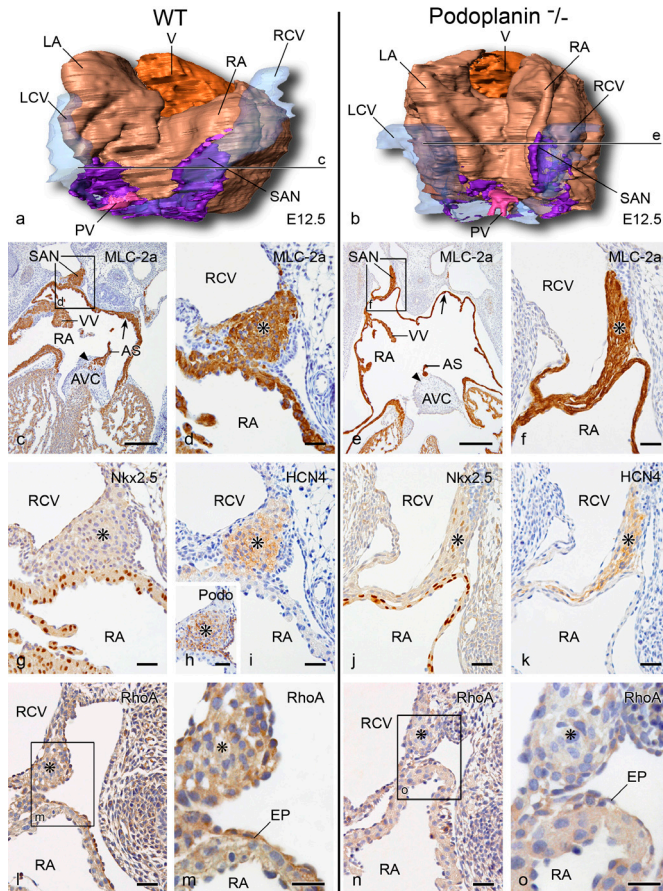 WT
Podoplanin -/-
LA
V
RCV
RA
LCV
c
SAN
a
PV
E12.5
V
RA
LA
RCV
LCV
e
SAN
b
PV
E12.5
SAN
MLC-2a
d
VV
RA
AS
AVC
c
MLC-2a
RCV
*
d
RA
SAN
MLC-2a
f
VV
RA
AS
AVC
e
MLC-2a
RCV
*
f
RA
Nkx2.5
RCV
*
g
RA
HCN4
RCV
*
Podo
*
h
i
RA
Nkx2.5
RCV
*
j
RA
HCN4
RCV
*
k
RA
RhoA
RCV
*
m
l
RA
RhoA
*
EP
m
RA
RhoA
RCV
*
o
n
RA
RhoA
*
EP
o
RA